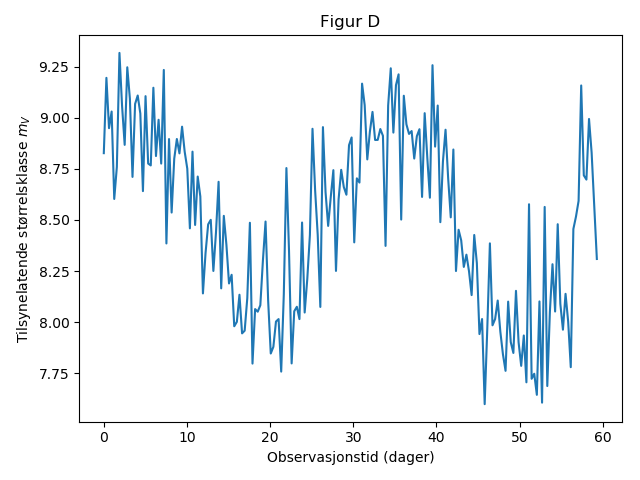 Figur D
Tilsynelatende størrelsklasse $m_V$
9.25
9.00
8.75
8.50
8.25
8.00
7.75
0 10 20 30 40 50 60
Observasjonstid (dager)